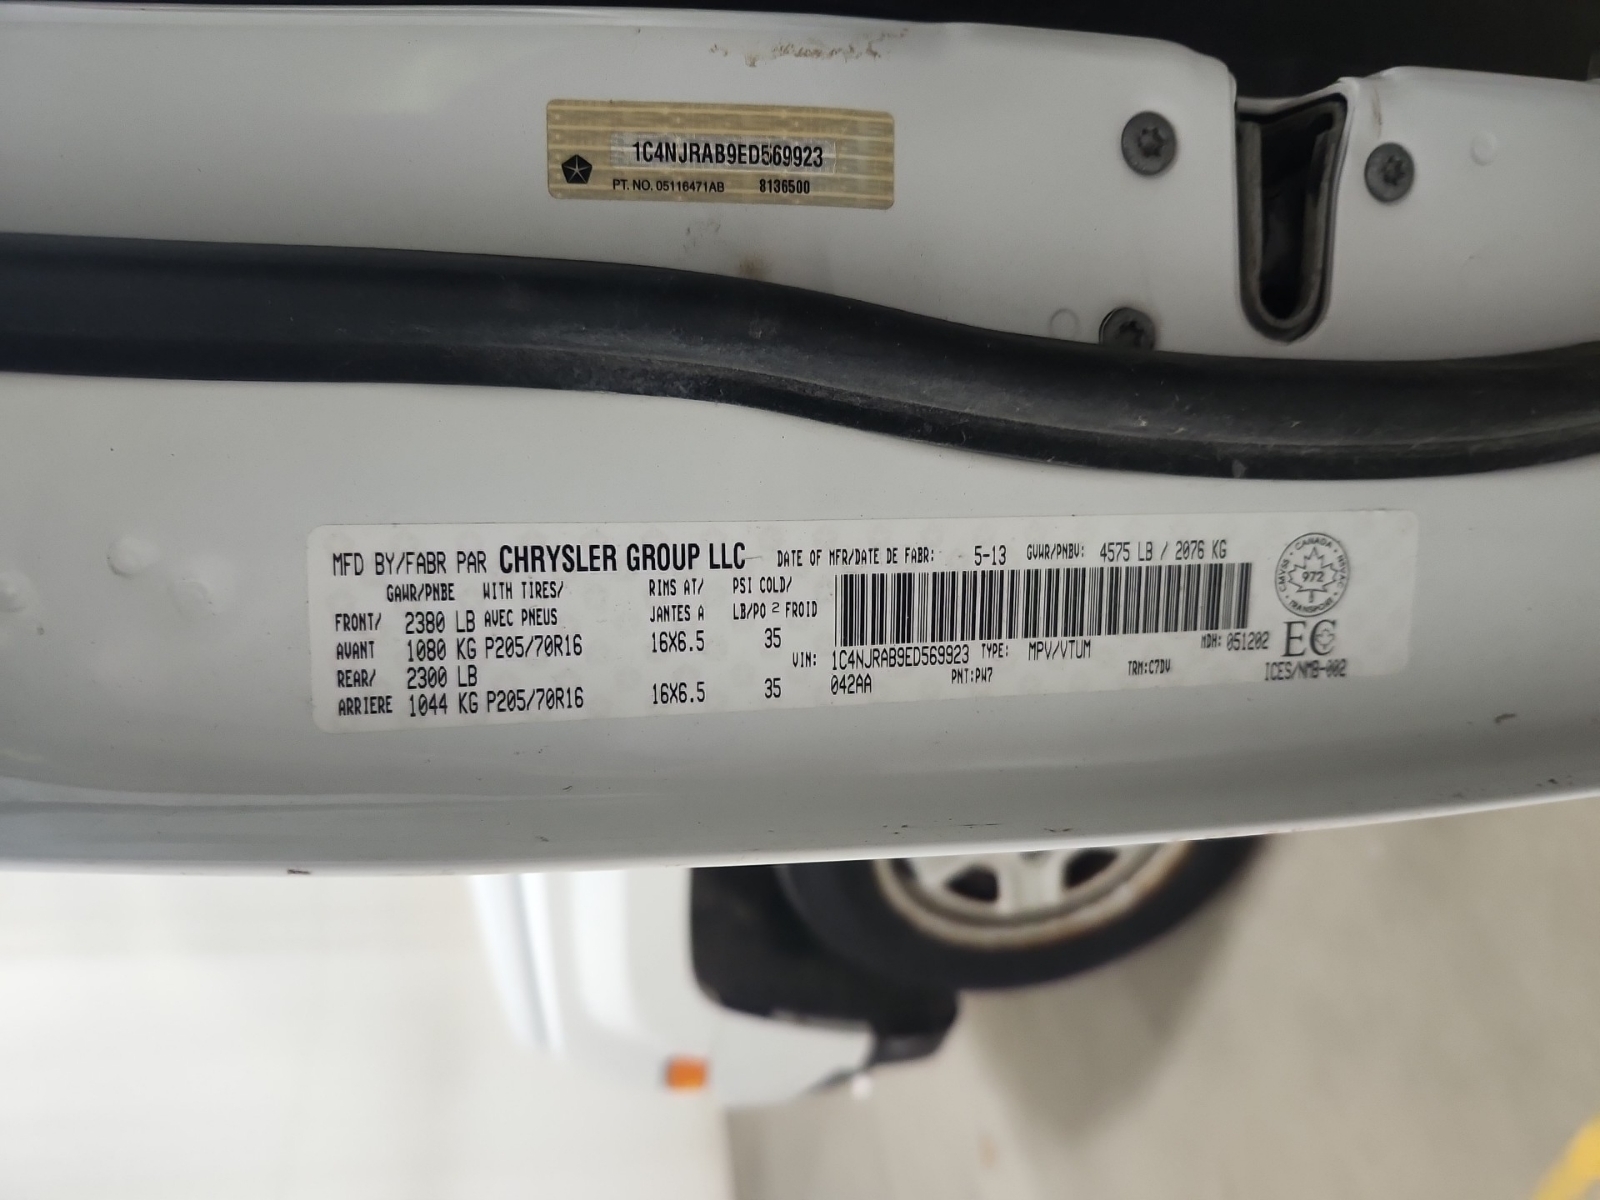 1C4NJRAB9ED569923
PT. NO. 05116471AB 8136500
MFD BY/FABR PAR CHRYSLER GROUP LLC DATE OF MFR/DATE DE FABR: 5-13 GVWR/PNBV: 4575 LB / 2076 KG
GAWR/PNBE WITH TIRES/ RIMS AT/ PSI COLD/
FRONT/ 2380 LB AVEC PNEUS JANTES A LB/PO 2 FROID
AVANT 1080 KG P205/70R16 16X6.5 35
REAR/ 2300 LB
ARRIERE 1044 KG P205/70R16 16X6.5 35
VIN: 1C4NJRAB9ED569923 TYPE: MPV/VTUM MDH: 051202
042AA PNT:PW7 TRM:C7DV
CANADA
CMVSS NSVAC
972
TRANSPORT
EC
ICES/NMB-002